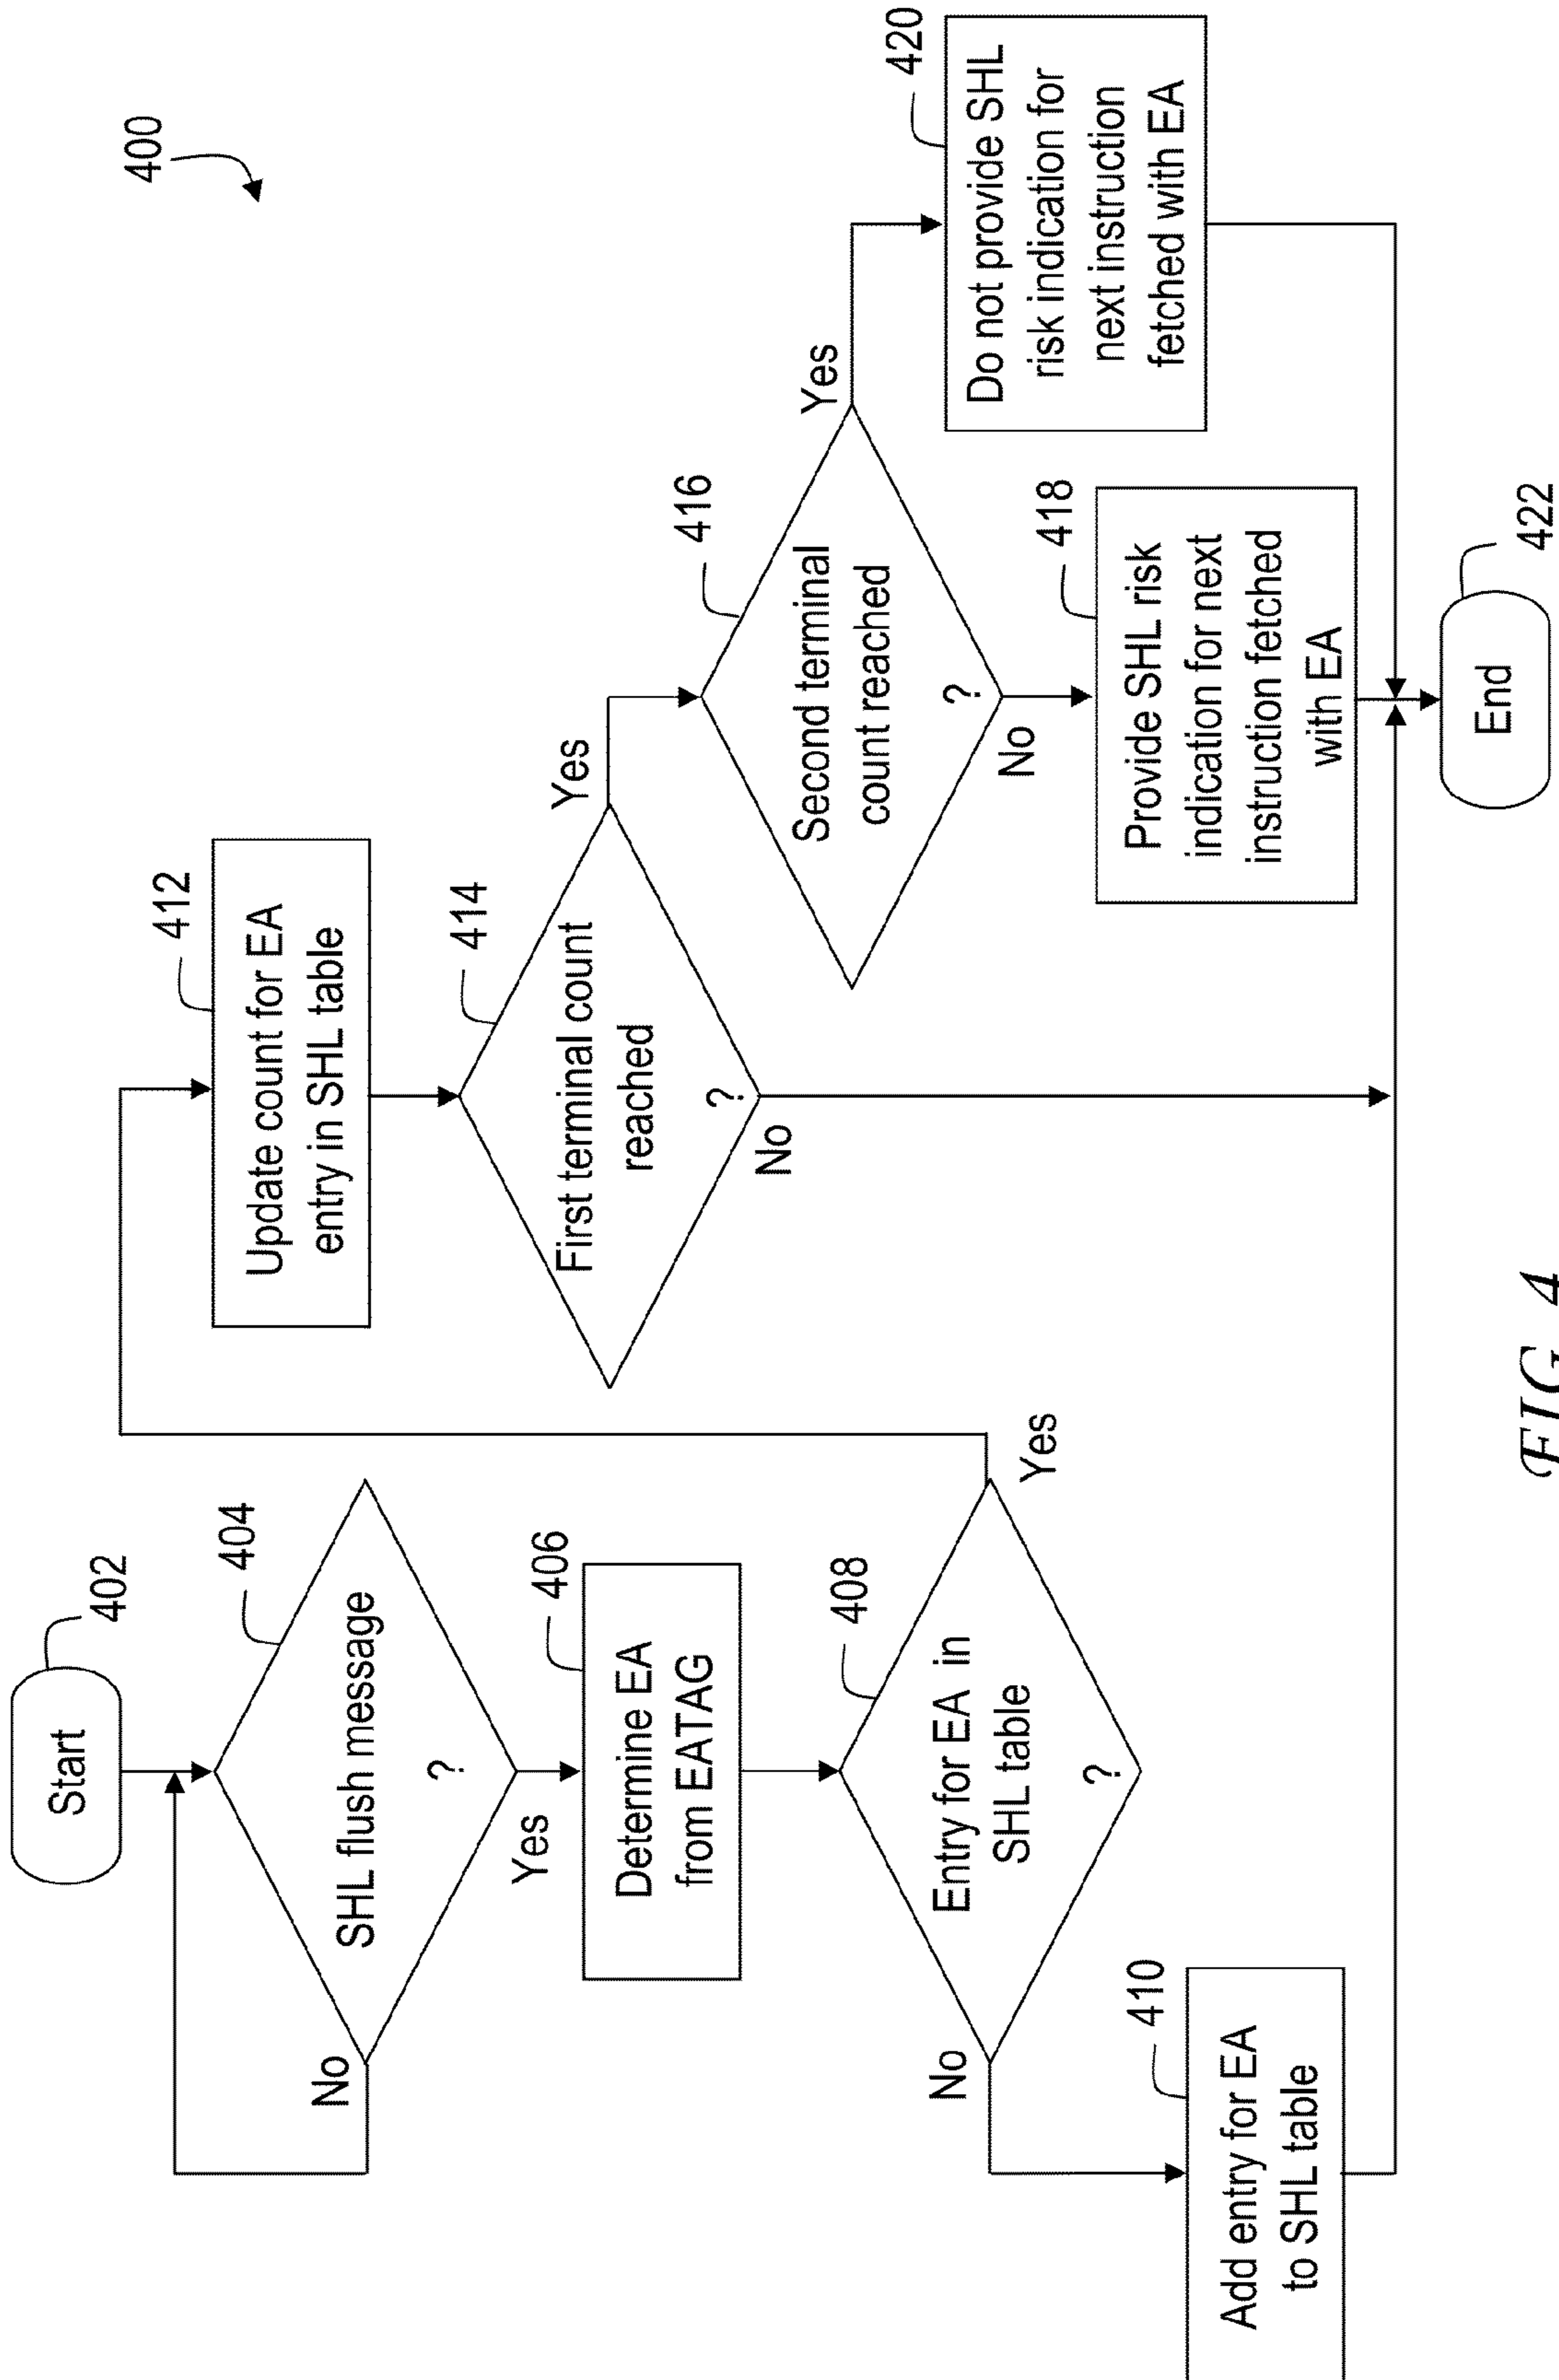 400
402
Start
404
SHL flush message
?
No
Yes
406
Determine EA
from EATAG
408
Entry for EA in
SHL table
?
No
Yes
410
Add entry for EA
to SHL table
412
Update count for EA
entry in SHL table
414
First terminal count
reached
?
No
Yes
416
Second terminal
count reached
?
No
Yes
418
Provide SHL risk
indication for next
instruction fetched
with EA
420
Do not provide SHL
risk indication for
next instruction
fetched with EA
End
422
FIG. 4